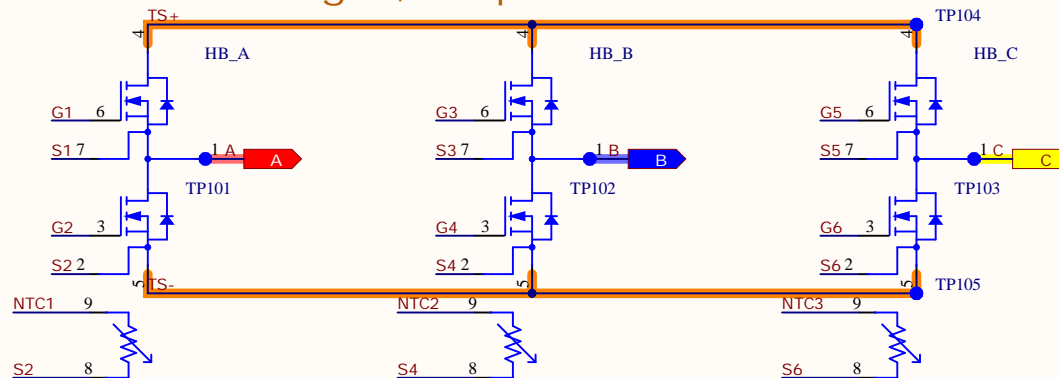 TS+
TP104
4 4 4
HB_A HB_B HB_C
G1 6 G3 6 G5 6
S1 7 1 A A S3 7 1 B B S5 7 1 C C
TP101 TP102 TP103
G2 3 G4 3 G6 3
S2 2 S4 2 S6 2
5 TS- 5 5 TP105
NTC1 9 NTC2 9 NTC3 9
S2 8 S4 8 S6 8